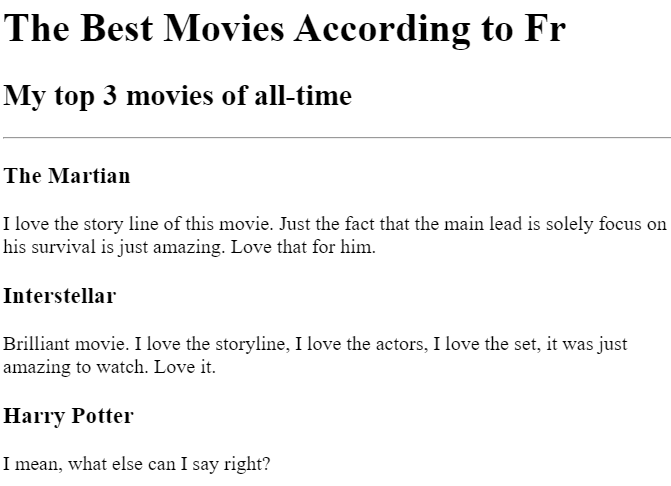 The Best Movies According to Fr
My top 3 movies of all-time
The Martian
I love the story line of this movie. Just the fact that the main lead is solely focus on
his survival is just amazing. Love that for him.
Interstellar
Brilliant movie. I love the storyline, I love the actors, I love the set, it was just
amazing to watch. Love it.
Harry Potter
I mean, what else can I say right?